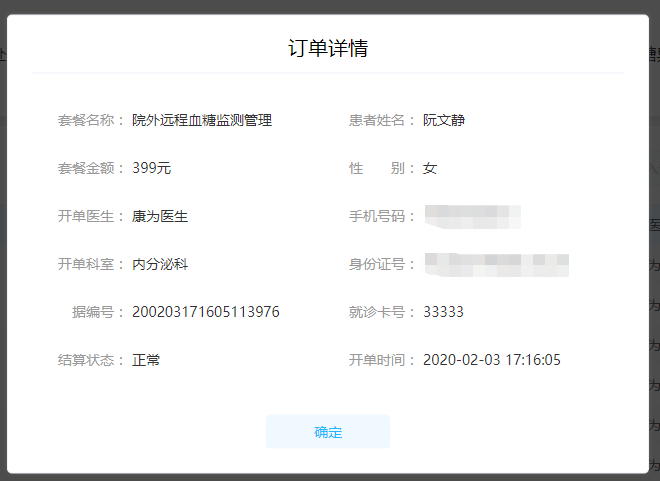 订单详情
套餐名称： 院外远程血糖监测管理 患者姓名： 阮文静
套餐金额： 399元 性 别： 女
开单医生： 康为医生 手机号码：
开单科室： 内分泌科 身份证号：
据编号： 200203171605113976 就诊卡号： 33333
结算状态： 正常 开单时间： 2020-02-03 17:16:05
确定